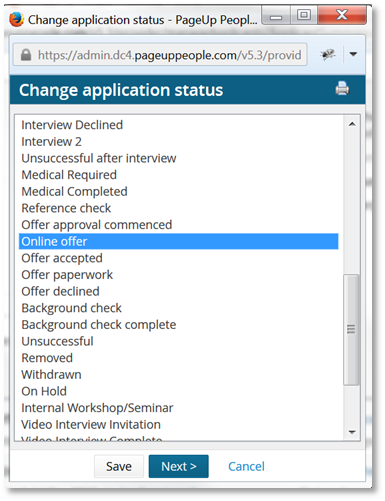 Change application status - PageUp Peopl...
https://admin.dc4.pageuppeople.com/v5.3/provid
Change application status
Interview Declined
Interview 2
Unsuccessful after interview
Medical Required
Medical Completed
Reference check
Offer approval commenced
Online offer
Offer accepted
Offer paperwork
Offer declined
Background check
Background check complete
Unsuccessful
Removed
Withdrawn
On Hold
Internal Workshop/Seminar
Video Interview Invitation
Video Interview Complete
Save
Next >
Cancel